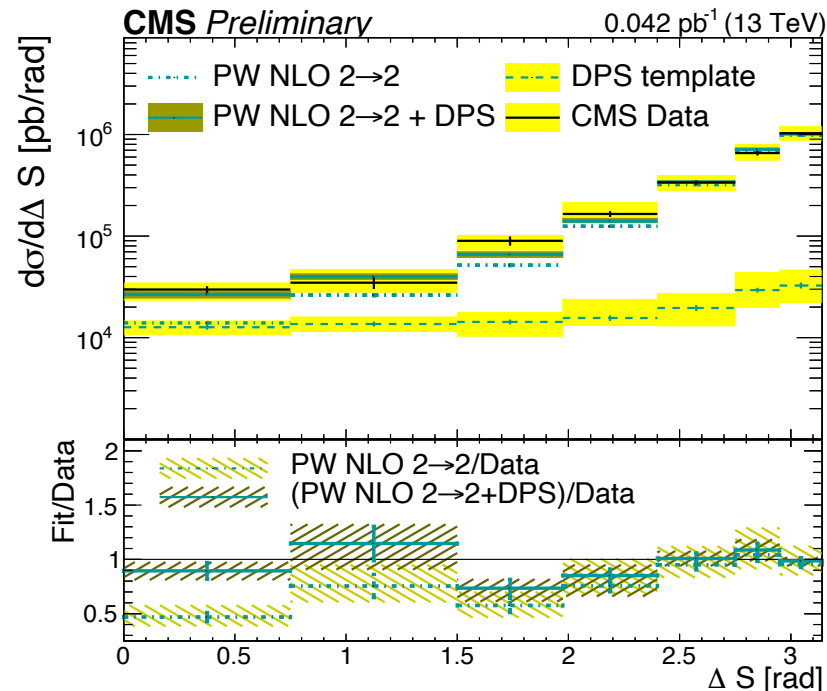 CMS Preliminary 0.042 pb⁻¹ (13 TeV)
PW NLO 2→2
DPS template
PW NLO 2→2 + DPS
CMS Data
dσ/dΔ S [pb/rad]
10⁶
10⁵
10⁴
PW NLO 2→2/Data
(PW NLO 2→2+DPS)/Data
Fit/Data
2
1.5
1
0.5
0 0.5 1 1.5 2 2.5 3
Δ S [rad]